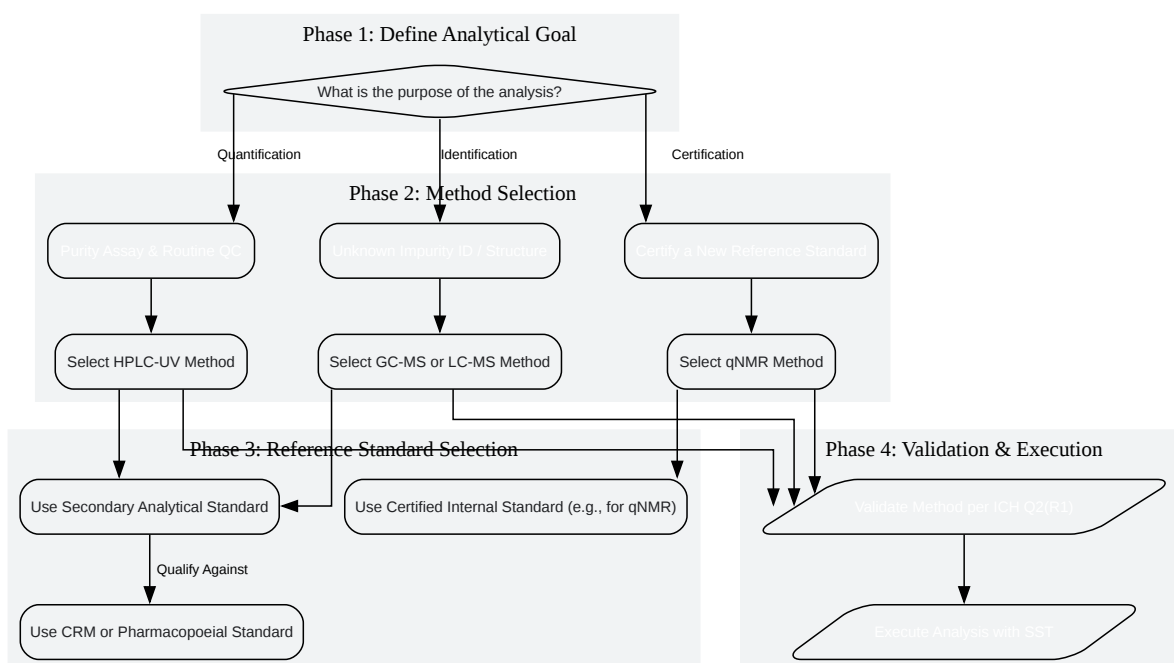 Phase 1: Define Analytical Goal
What is the purpose of the analysis?
Quantification
Identification
Certification
Phase 2: Method Selection
Purity Assay & Routine QC
Unknown Impurity ID / Structure
Certify a New Reference Standard
Select HPLC-UV Method
Select GC-MS or LC-MS Method
Select qNMR Method
Phase 3: Reference Standard Selection
Phase 4: Validation & Execution
Use Secondary Analytical Standard
Use Certified Internal Standard (e.g., for qNMR)
Validate Method per ICH Q2(R1)
Qualify Against
Use CRM or Pharmacopoeial Standard
Execute Analysis with SST